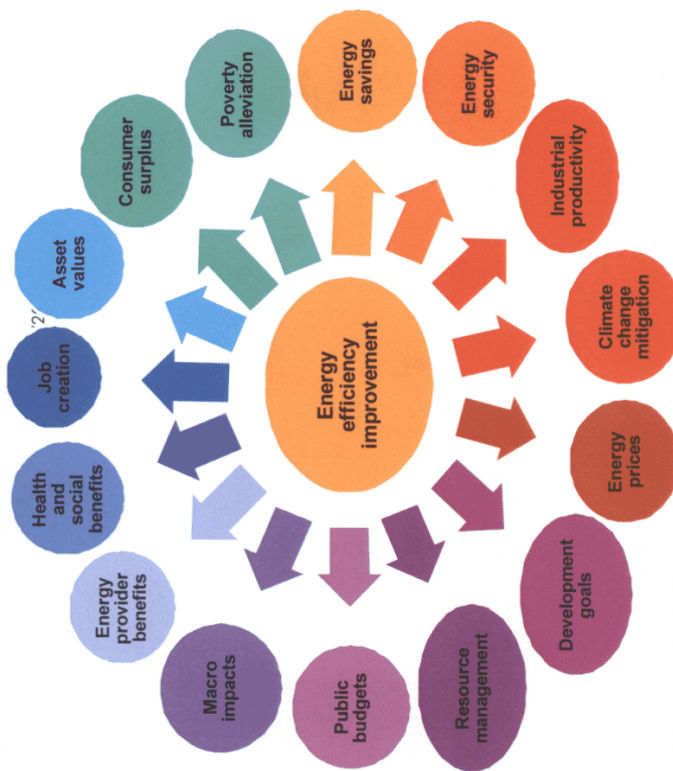 Energy
efficiency
improvement
Job
creation
Asset
values
Consumer
surplus
Poverty
alleviation
Energy
savings
Energy
security
Industrial
productivity
Climate
change
mitigation
Energy
prices
Development
goals
Resource
management
Public
budgets
Macro
impacts
Energy
provider
benefits
Health and
social benefits